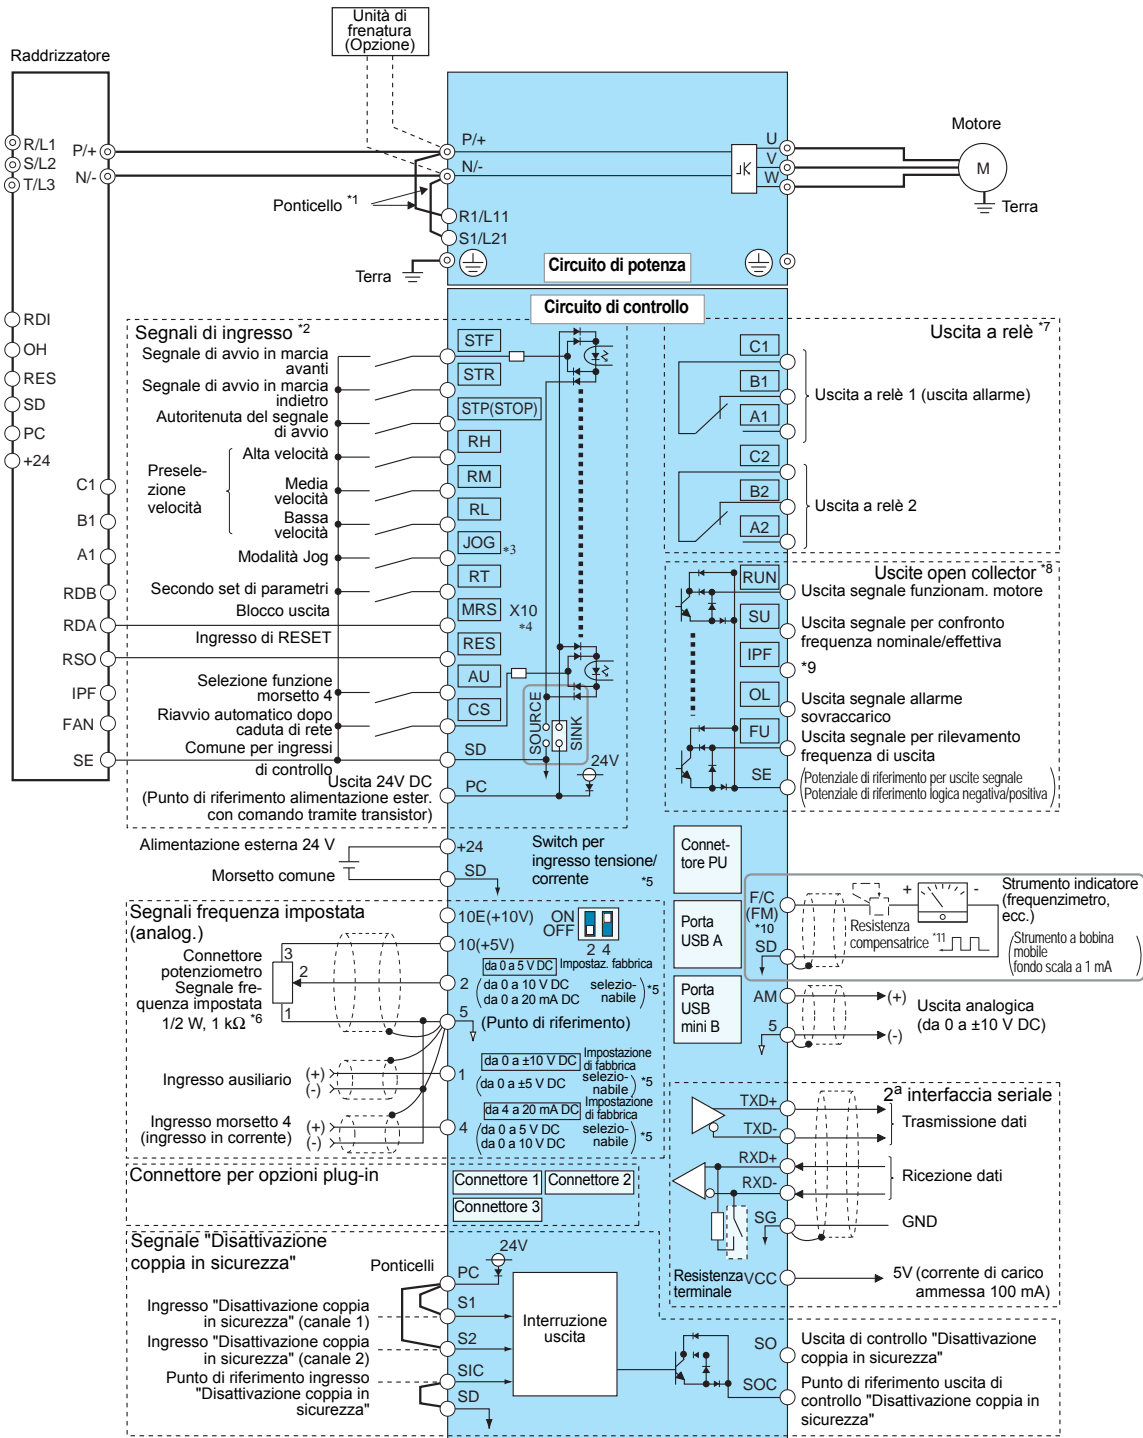 Unità di
frenatura
(Opzione)
Raddrizzatore
R/L1
S/L2
T/L3
P/+
N/-
P/+
N/-
U
V
W
Motore
M
Terra
Ponticello *1
R1/L11
S1/L21
Terra
Circuito di potenza
Circuito di controllo
RDI
OH
RES
SD
PC
+24
C1
B1
A1
RDB
RDA
RSO
IPF
FAN
SE
Segnali di ingresso *2
Segnale di avvio in marcia
avanti
STF
Segnale di avvio in marcia
indietro
STR
Autoritenuta del segnale
di avvio
STP(STOP)
Presele-
zione
velocità
Alta velocità
RH
Media
velocità
RM
Bassa
velocità
RL
Modalità Jog
JOG *3
Secondo set di parametri
RT
Blocco uscita
MRS X10 *4
Ingresso di RESET
RES
Selezione funzione
morsetto 4
AU
Riavvio automatico dopo
caduta di rete
CS
SOURCE
SINK
Comune per ingressi
di controllo
SD
24V
Uscita 24V DC
(Punto di riferimento alimentazione ester.
con comando tramite transistor)
PC
Uscita a relè *7
C1
B1
A1
Uscita a relè 1 (uscita allarme)
C2
B2
A2
Uscita a relè 2
Uscite open collector *8
RUN
Uscita segnale funzionam. motore
SU
Uscita segnale per confronto
frequenza nominale/effettiva
IPF
*9
OL
Uscita segnale allarme
sovraccarico
FU
Uscita segnale per rilevamento
frequenza di uscita
SE
(Potenziale di riferimento per uscite segnale
Potenziale di riferimento logica negativa/positiva)
Alimentazione esterna 24 V
+24
Morsetto comune
SD
Switch per
ingresso tensione/
corrente *5
Connet-
tore PU
Porta
USB A
Porta
USB
mini B
Segnali frequenza impostata
(analog.)
10E(+10V)
ON
OFF
2 4
10(+5V)
Connettore
potenziometro
Segnale fre-
quenza impostata
1/2 W, 1 kΩ *6
3
2
1
2
da 0 a 5 V DC Impostaz. fabbrica
(da 0 a 10 V DC
da 0 a 20 mA DC selezio-
nabile) *5
5
(Punto di riferimento)
Ingresso ausiliario
(+)
(-)
1
da 0 a ±10 V DC Impostazione
di fabbrica
(da 0 a ±5 V DC selezio-
nabile) *5
Ingresso morsetto 4
(ingresso in corrente)
(+)
(-)
4
da 4 a 20 mA DC Impostazione
di fabbrica
(da 0 a 5 V DC
da 0 a 10 V DC selezio-
nabile) *5
F/C
(FM)
*10
SD
+
-
Resistenza
compensatrice *11
Strumento indicatore
(frequenzimetro,
ecc.)
(Strumento a bobina
mobile
fondo scala a 1 mA)
AM
5
(+)
(-)
Uscita analogica
(da 0 a ±10 V DC)
2a interfaccia seriale
TXD+
TXD-
Trasmissione dati
RXD+
RXD-
Ricezione dati
SG
GND
Resistenza
terminale
VCC
5V (corrente di carico
ammessa 100 mA)
Connettore per opzioni plug-in
Connettore 1
Connettore 2
Connettore 3
Segnale "Disattivazione
coppia in sicurezza"
Ponticelli
24V
PC
Ingresso "Disattivazione coppia
in sicurezza" (canale 1)
S1
Ingresso "Disattivazione coppia
in sicurezza" (canale 2)
S2
Punto di riferimento ingresso
"Disattivazione coppia in
sicurezza"
SIC
SD
Interruzione
uscita
SO
Uscita di controllo "Disattivazione
coppia in sicurezza"
SOC
Punto di riferimento uscita di
controllo "Disattivazione coppia in
sicurezza"